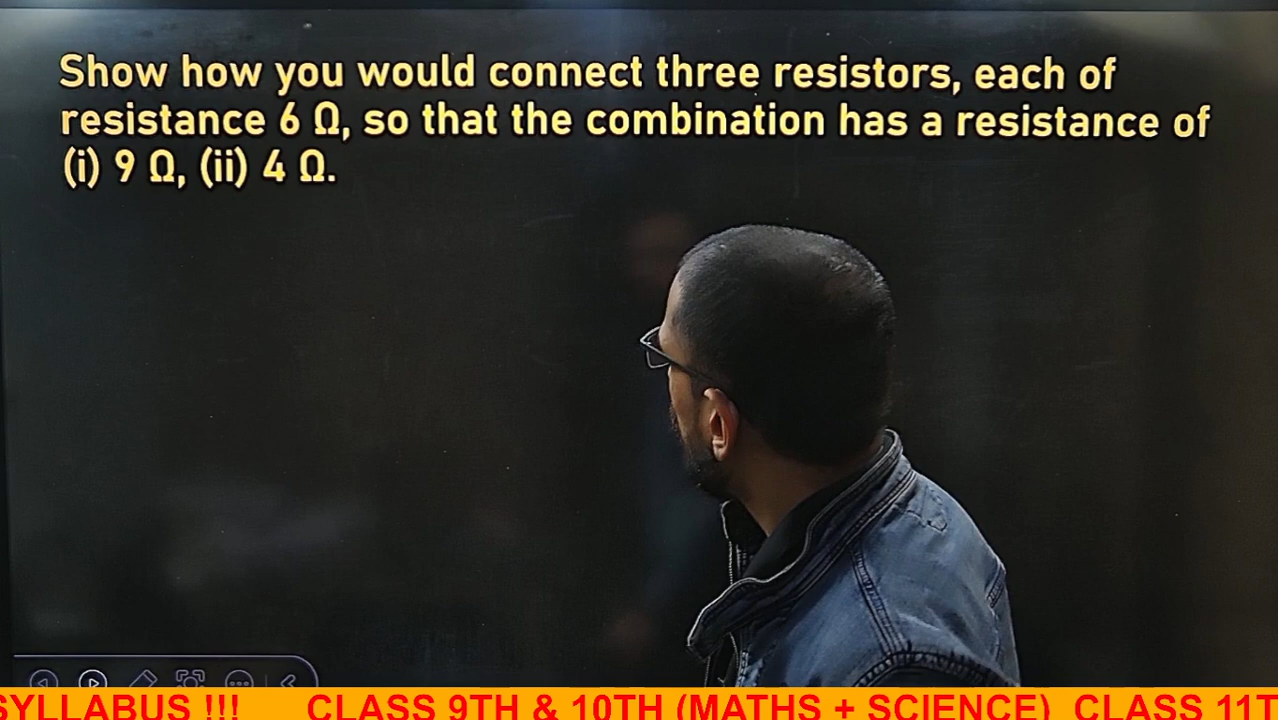 Show how you would connect three resistors, each of
resistance 6 Ω, so that the combination has a resistance of
(i) 9 Ω, (ii) 4 Ω.
SYLLABUS !!! CLASS 9TH & 10TH (MATHS + SCIENCE) CLASS 11T